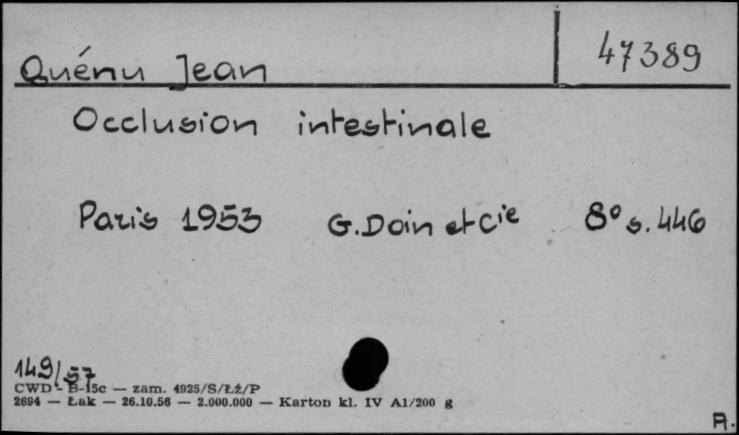 47389
Quénu Jean
Occlusion intestinale
Paris 1953 G. Doin et Cie 8° s. 446
149/57
CWD - B-15c — zam. 4925/S/ŁŹ/P
2694 — Łak — 26.10.56 — 2.000.000 — Karton kl. IV A1/200 g
A.